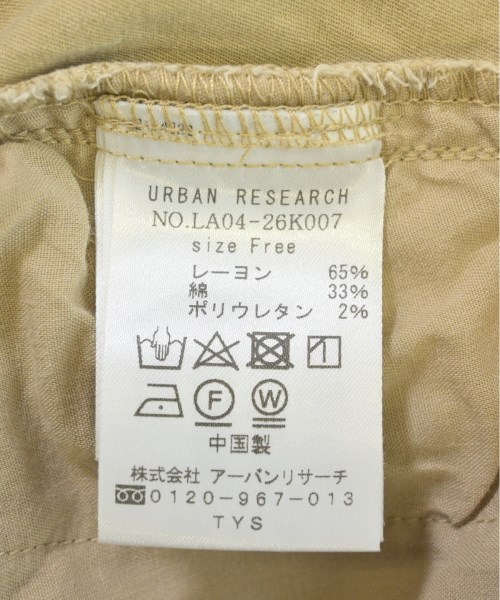 URBAN RESEARCH
NO.LA04-26K007
size Free
レーヨン 65%
綿 33%
ポリウレタン 2%
F W
中国製
株式会社 アーバンリサーチ
0120-967-013
TYS